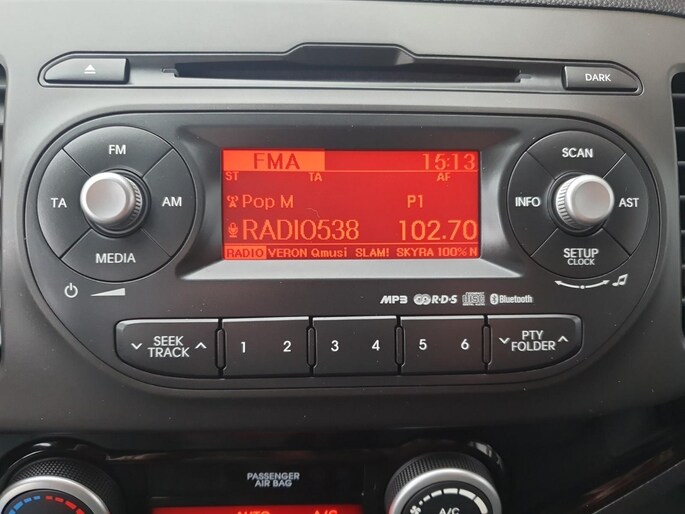 DARK
FM
TA
AM
MEDIA
FMA 15:13
ST TA AF
Pop M P1
RADIO538 102.70
RADIO VERON Qmusi SLAM! SKYRA 100% N
SCAN
INFO
AST
SETUP
CLOCK
MP3 R·D·S Bluetooth
SEEK
TRACK
1 2 3 4 5 6
PTY
FOLDER
PASSENGER
AIR BAG
AUTO A/C
A/C